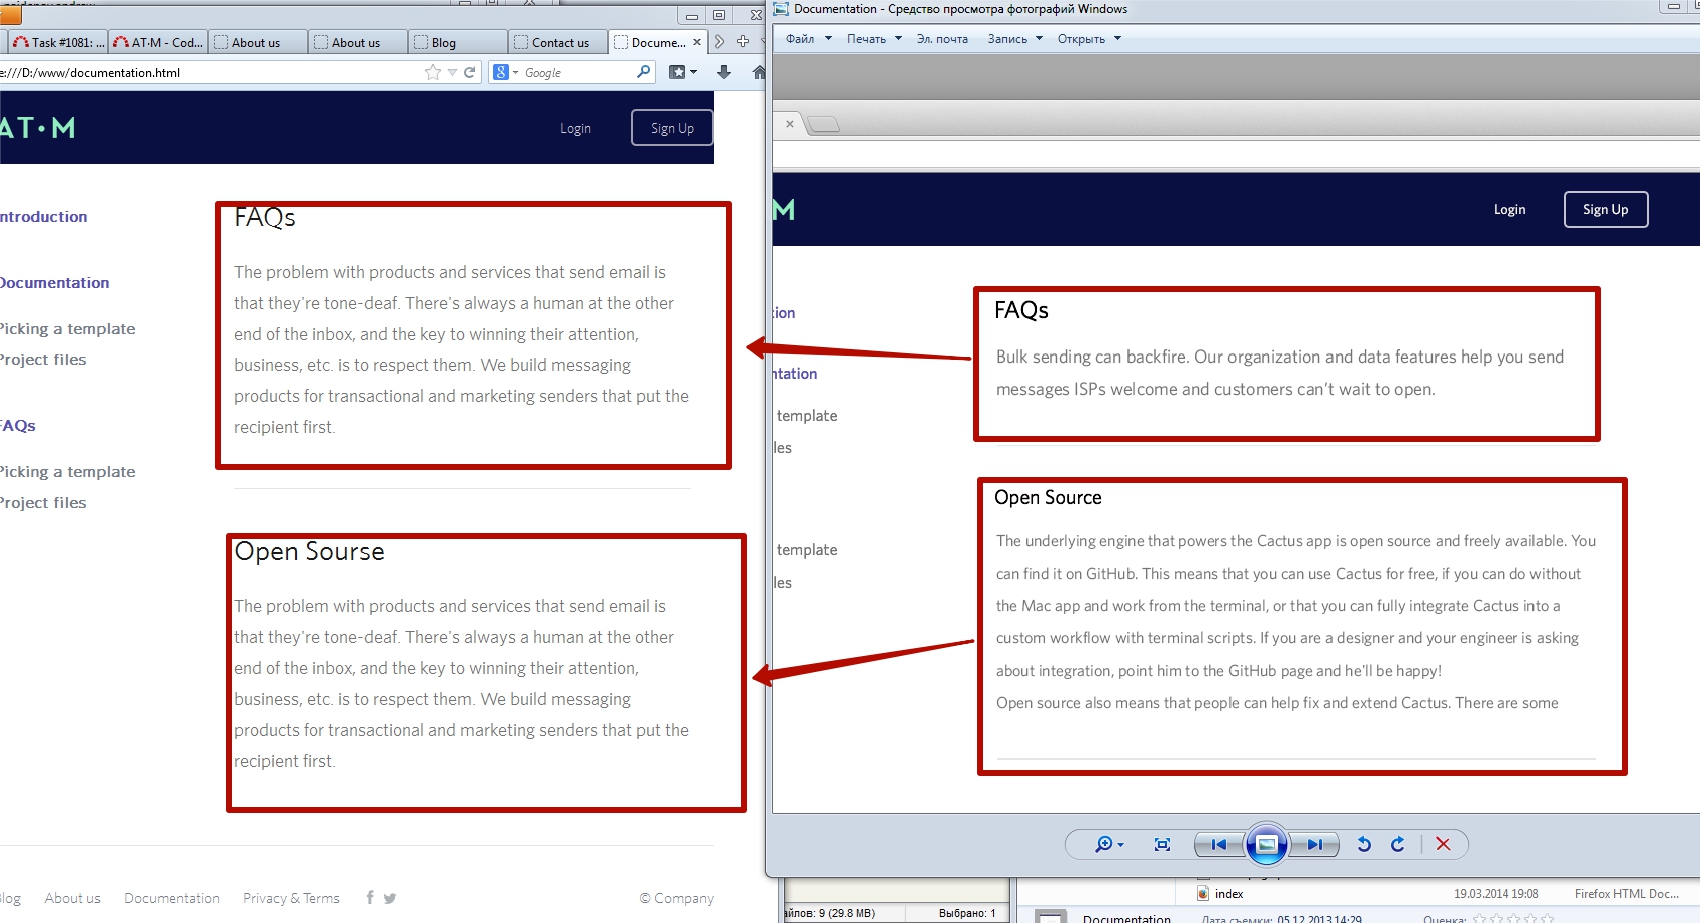 Task #1081: ...
AT·M - Cod...
About us
About us
Blog
Contact us
Docume...
:///D:/www/documentation.html
Google
AT·M
Login
Sign Up
ntroduction
Documentation
Picking a template
Project files
FAQs
Picking a template
Project files
FAQs
The problem with products and services that send email is
that they're tone-deaf. There's always a human at the other
end of the inbox, and the key to winning their attention,
business, etc. is to respect them. We build messaging
products for transactional and marketing senders that put the
recipient first.
Open Sourse
The problem with products and services that send email is
that they're tone-deaf. There's always a human at the other
end of the inbox, and the key to winning their attention,
business, etc. is to respect them. We build messaging
products for transactional and marketing senders that put the
recipient first.
log
About us
Documentation
Privacy & Terms
© Company
Documentation - Средство просмотра фотографий Windows
Файл
Печать
Эл. почта
Запись
Открыть
M
Login
Sign Up
tion
ntation
template
les
template
les
FAQs
Bulk sending can backfire. Our organization and data features help you send
messages ISPs welcome and customers can't wait to open.
Open Source
The underlying engine that powers the Cactus app is open source and freely available. You
can find it on GitHub. This means that you can use Cactus for free, if you can do without
the Mac app and work from the terminal, or that you can fully integrate Cactus into a
custom workflow with terminal scripts. If you are a designer and your engineer is asking
about integration, point him to the GitHub page and he'll be happy!
Open source also means that people can help fix and extend Cactus. There are some
index
19.03.2014 19:08
Firefox HTML Doc...
айлов: 9 (29.8 MB)
Выбрано: 1
Documentation
Дата съемки: 05.12.2013 14:29
Оценка: